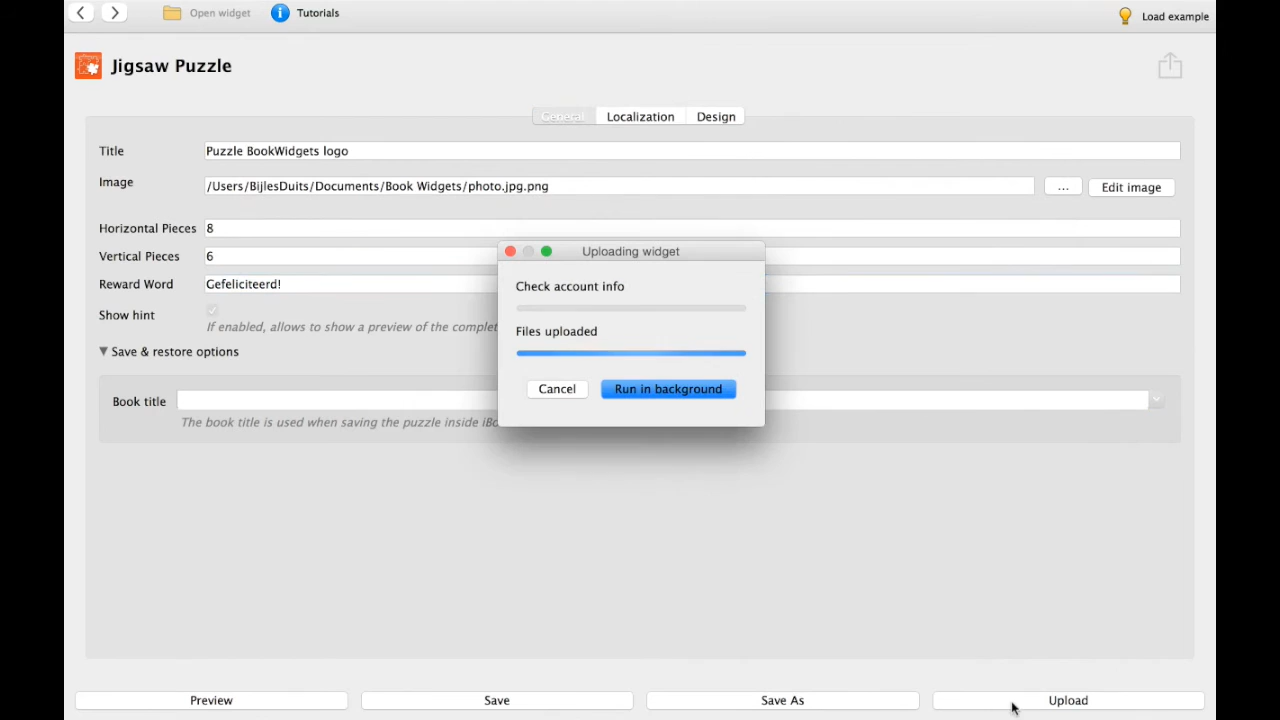 Open widget
Tutorials
Load example
Jigsaw Puzzle
General
Localization
Design
Title
Puzzle BookWidgets logo
Image
/Users/BijlesDuits/Documents/Book Widgets/photo.jpg.png
...
Edit image
Horizontal Pieces
8
Vertical Pieces
6
Reward Word
Gefeliciteerd!
Show hint
If enabled, allows to show a preview of the complet
Save & restore options
Book title
The book title is used when saving the puzzle inside iBo
Uploading widget
Check account info
Files uploaded
Cancel
Run in background
Preview
Save
Save As
Upload